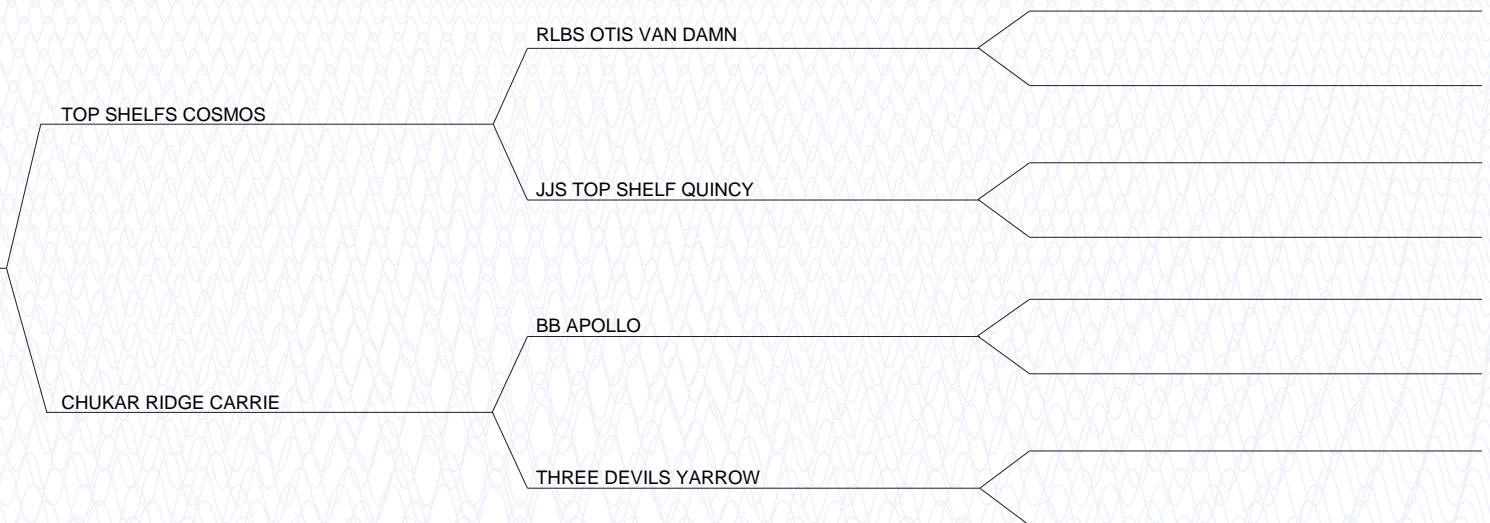 RLBS OTIS VAN DAMN
TOP SHELFS COSMOS
JJS TOP SHELF QUINCY
BB APOLLO
CHUKAR RIDGE CARRIE
THREE DEVILS YARROW